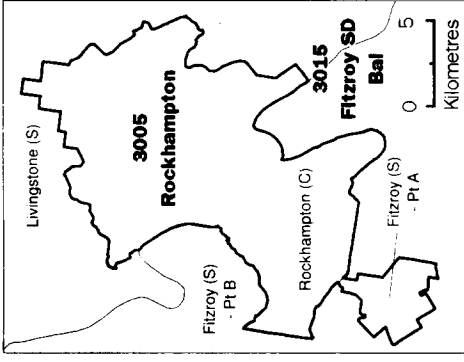 Livingstone (S)
3005
Rockhampton
Fitzroy (S)
- Pt B
Rockhampton (C)
3015
Fitzroy SD
Bal
Fitzroy (S)
- Pt A
0 5
Kilometres